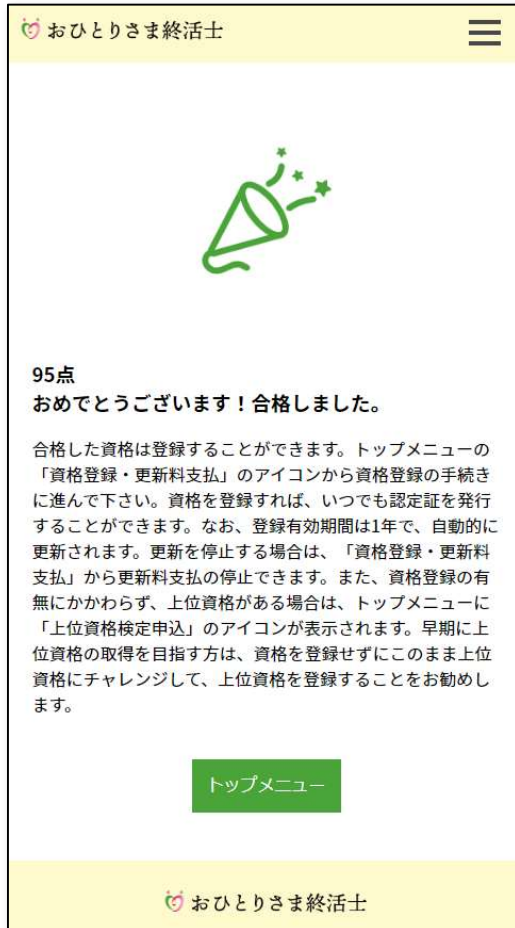 おひとりさま終活士
95点
おめでとうございます！合格しました。
合格した資格は登録することができます。トップメニューの
「資格登録・更新料支払」のアイコンから資格登録の手続き
に進んで下さい。資格を登録すれば、いつでも認定証を発行
することができます。なお、登録有効期間は1年で、自動的に
更新されます。更新を停止する場合は、「資格登録・更新料
支払」から更新料支払の停止できます。また、資格登録の有
無にかかわらず、上位資格がある場合は、トップメニューに
「上位資格検定申込」のアイコンが表示されます。早期に上
位資格の取得を目指す方は、資格を登録せずにこのまま上位
資格にチャレンジして、上位資格を登録することをお勧めし
ます。
トップメニュー
おひとりさま終活士